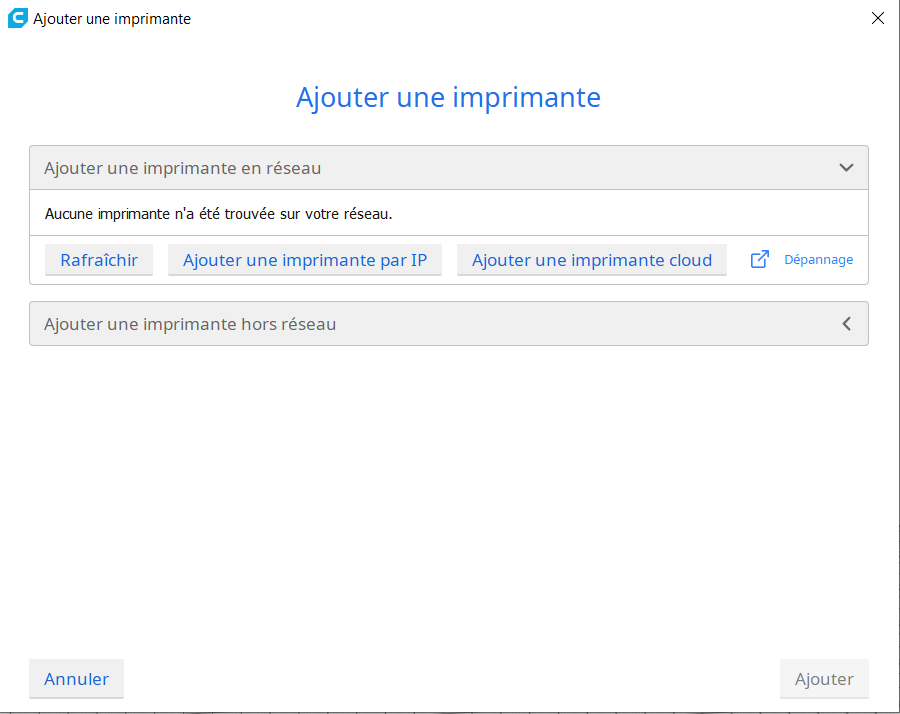 Ajouter une imprimante
Ajouter une imprimante
Ajouter une imprimante en réseau
Aucune imprimante n'a été trouvée sur votre réseau.
Rafraîchir Ajouter une imprimante par IP Ajouter une imprimante cloud Dépannage
Ajouter une imprimante hors réseau
Annuler Ajouter